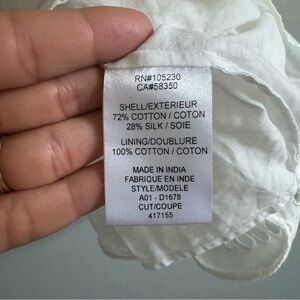 RN#105230
CA#58350
SHELL/EXTERIEUR
72% COTTON / COTON
28% SILK / SOIE
LINING/DOUBLURE
100% COTTON / COTON
MADE IN INDIA
FABRIQUE EN INDE
STYLE/MODELE
A01 - D1678
CUT/COUPE
417155